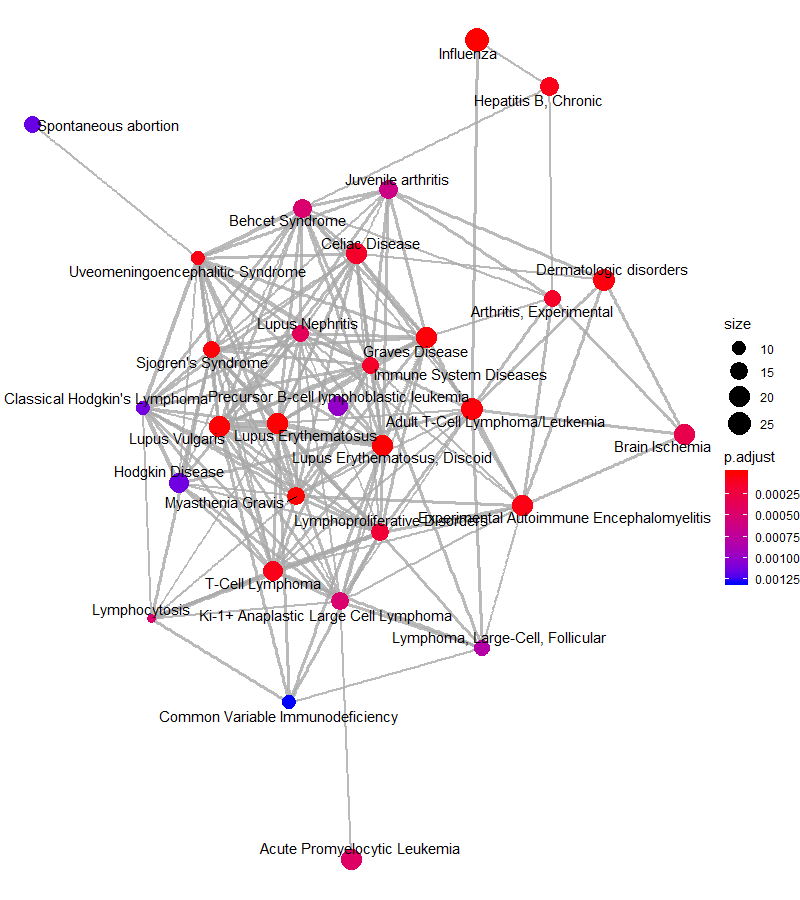 Influenza
Hepatitis B, Chronic
Spontaneous abortion
Juvenile arthritis
Behcet Syndrome
Celiac Disease
Uveomeningoencephalitic Syndrome
Dermatologic disorders
Arthritis, Experimental
Lupus Nephritis
Graves Disease
Sjogren's Syndrome
Immune System Diseases
Classical Hodgkin's Lymphoma
Precursor B-cell lymphoblastic leukemia
Adult T-Cell Lymphoma/Leukemia
Lupus Vulgaris
Lupus Erythematosus
Brain Ischemia
Lupus Erythematosus, Discoid
Hodgkin Disease
Myasthenia Gravis
Lymphoproliferative Disorders
Experimental Autoimmune Encephalomyelitis
T-Cell Lymphoma
Lymphocytosis
Ki-1+ Anaplastic Large Cell Lymphoma
Lymphoma, Large-Cell, Follicular
Common Variable Immunodeficiency
Acute Promyelocytic Leukemia
size
10
15
20
25
p.adjust
0.00025
0.00050
0.00075
0.00100
0.00125